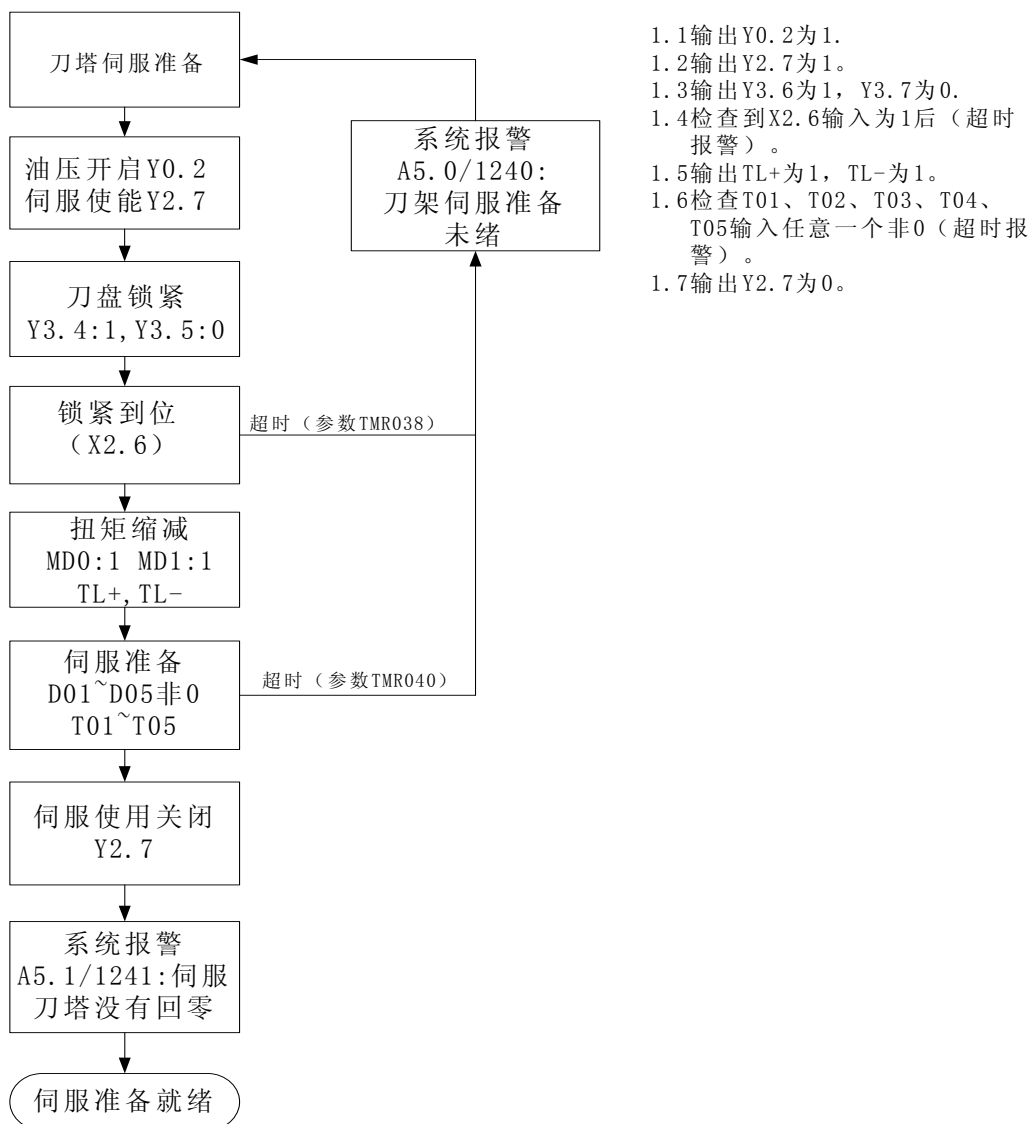 刀塔伺服准备
油压开启Y0.2
伺服使能Y2.7
刀盘锁紧
Y3.4:1,Y3.5:0
锁紧到位
（X2.6）
超时（参数TMR038）
扭矩缩减
MD0:1 MD1:1
TL+,TL-
伺服准备
D01~D05非0
T01~T05
超时（参数TMR040）
伺服使用关闭
Y2.7
系统报警
A5.1/1241:伺服
刀塔没有回零
伺服准备就绪
系统报警
A5.0/1240:
刀架伺服准备
未绪
1.1输出Y0.2为1.
1.2输出Y2.7为1。
1.3输出Y3.6为1，Y3.7为0.
1.4检查到X2.6输入为1后（超时
报警）。
1.5输出TL+为1，TL-为1。
1.6检查T01、T02、T03、T04、
T05输入任意一个非0（超时报
警）。
1.7输出Y2.7为0。